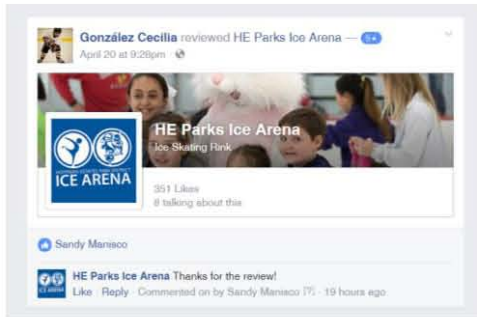 González Cecilia reviewed HE Parks Ice Arena — 5★
April 20 at 9:28pm
HE Parks Ice Arena
Ice Skating Rink
ICE ARENA
351 Likes
8 talking about this
Sandy Manisco
HE Parks Ice Arena Thanks for the review!
Like · Reply · Commented on by Sandy Manisco [?] · 19 hours ago